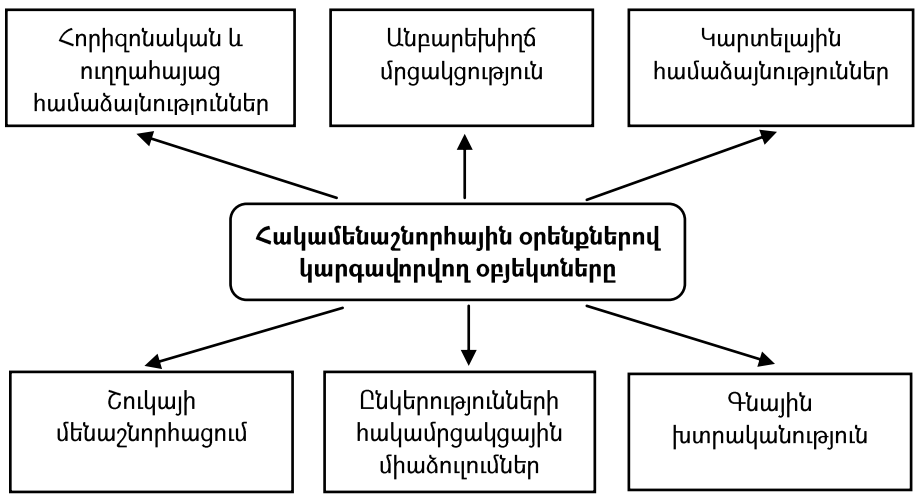 Հորիզոնական և
ուղղահայաց
համաձայնություններ
Անբարեխիղճ
մրցակցություն
Կարտելային
համաձայնություններ
Հակամենաշնորհային օրենքներով
կարգավորվող օբյեկտները
Շուկայի
մենաշնորհացում
Ընկերությունների
հակամրցակցային
միաձուլումներ
Գնային
խտրականություն